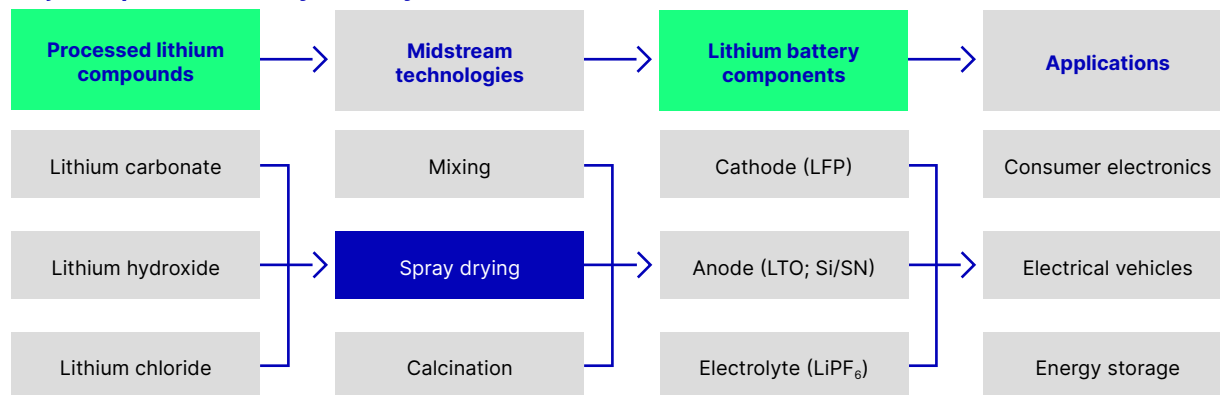 Processed lithium
compounds
Midstream
technologies
Lithium battery
components
Applications
Lithium carbonate
Mixing
Cathode (LFP)
Consumer electronics
Lithium hydroxide
Spray drying
Anode (LTO; Si/SN)
Electrical vehicles
Lithium chloride
Calcination
Electrolyte (LiPF₆)
Energy storage